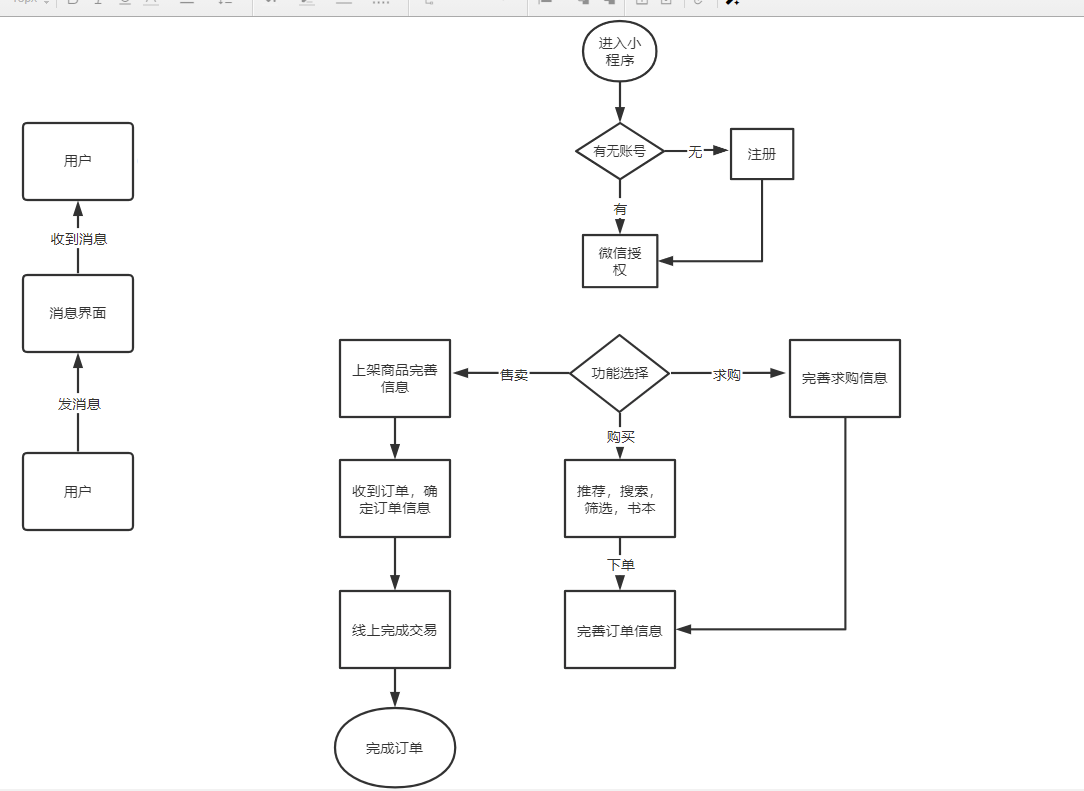 进入小
程序
有无账号
无
注册
有
微信授
权
用户
收到消息
消息界面
发消息
用户
功能选择
售卖
上架商品完善
信息
求购
完善求购信息
购买
收到订单，确
定订单信息
推荐，搜索，
筛选，书本
下单
线上完成交易
完善订单信息
完成订单